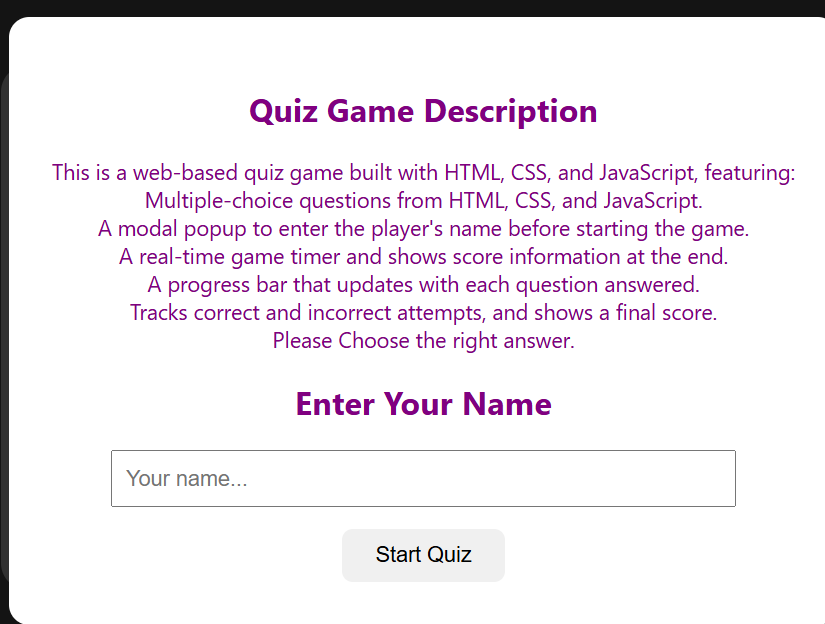 Quiz Game Description
This is a web-based quiz game built with HTML, CSS, and JavaScript, featuring:
Multiple-choice questions from HTML, CSS, and JavaScript.
A modal popup to enter the player's name before starting the game.
A real-time game timer and shows score information at the end.
A progress bar that updates with each question answered.
Tracks correct and incorrect attempts, and shows a final score.
Please Choose the right answer.
Enter Your Name
Your name...
Start Quiz